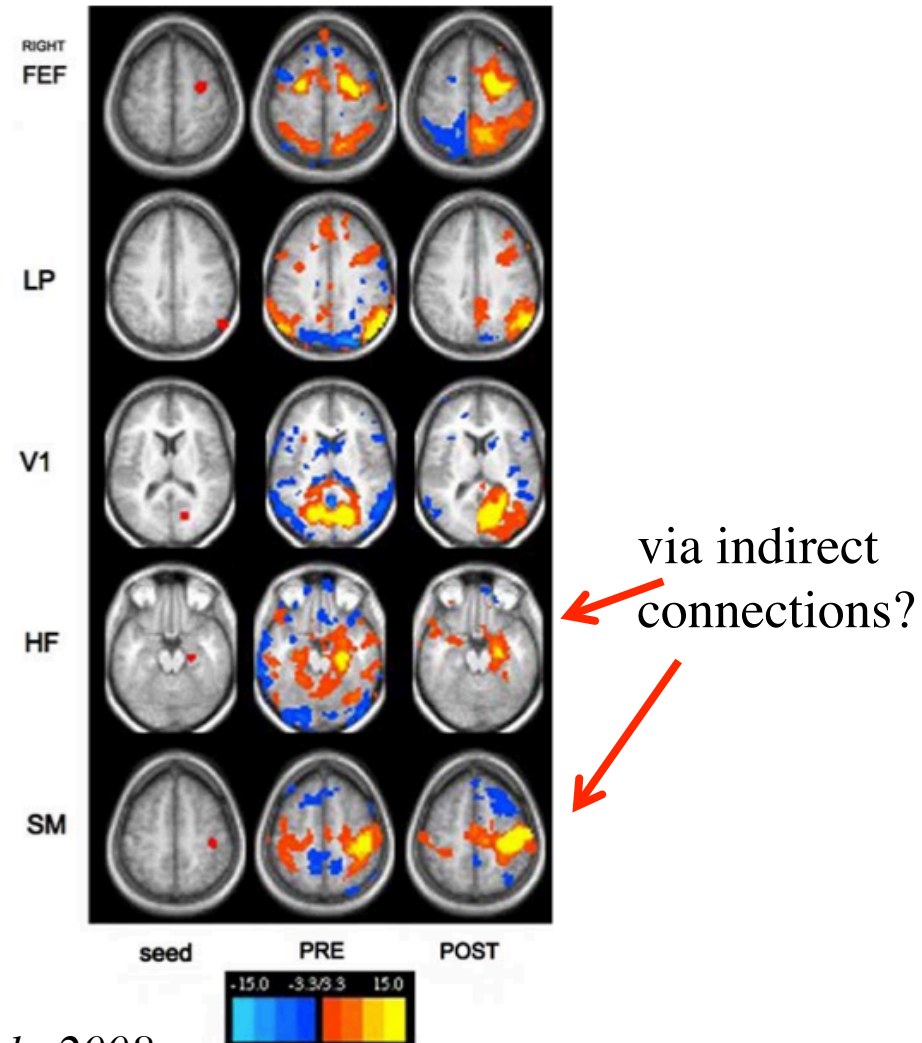 RIGHT
FEF
LP
V1
via indirect
connections?
HF
SM
seed PRE POST
-15.0 -3.3/3.3 15.0
2008